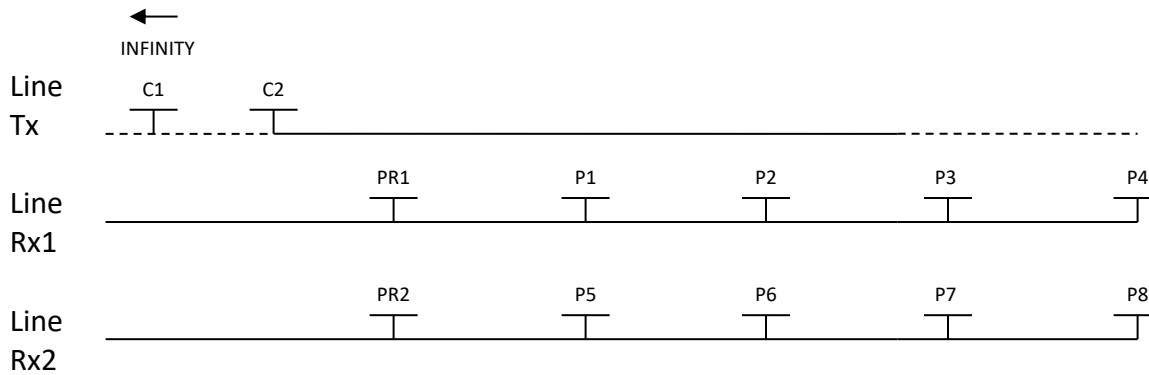 INFINITY
Line
Tx
C1 C2
Line
Rx1
PR1 P1 P2 P3 P4
Line
Rx2
PR2 P5 P6 P7 P8